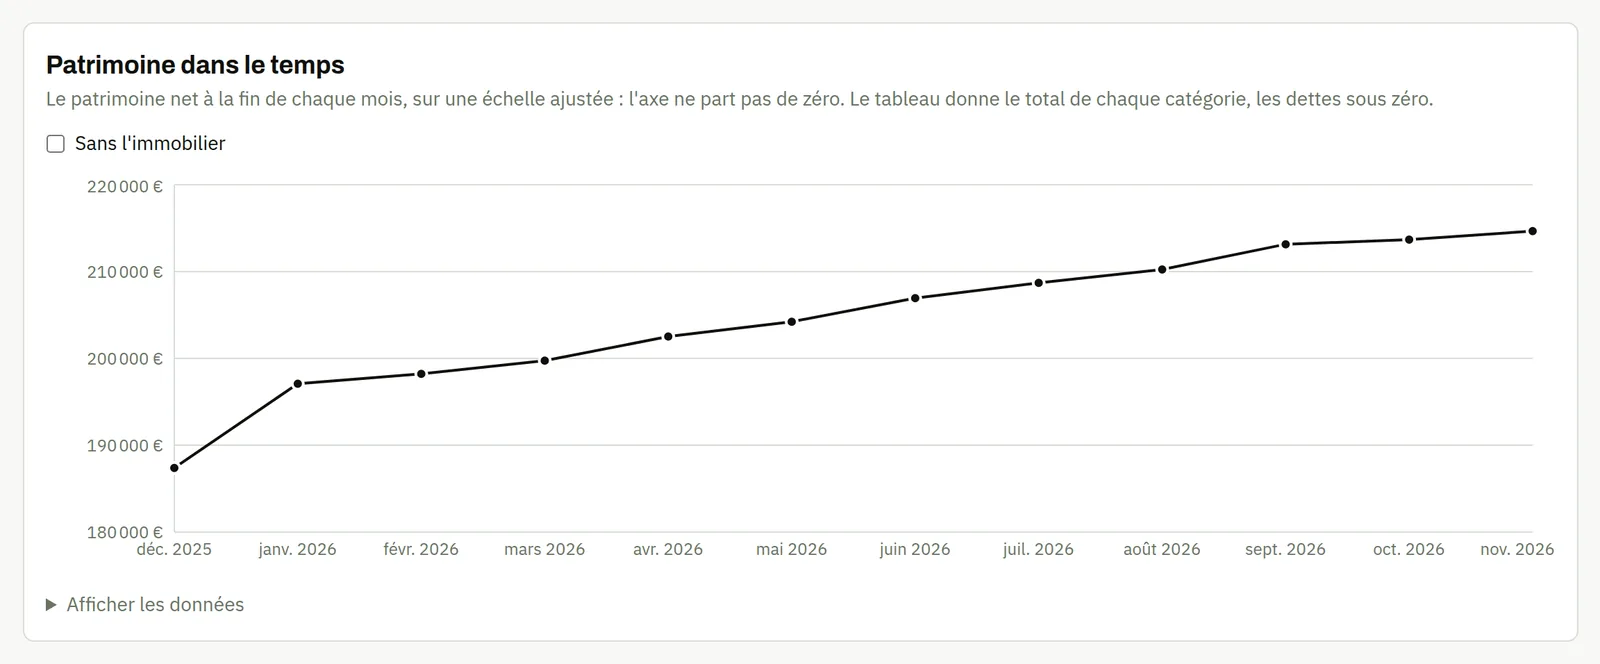 Patrimoine dans le temps
Le patrimoine net à la fin de chaque mois, sur une échelle ajustée : l'axe ne part pas de zéro. Le tableau donne le total de chaque catégorie, les dettes sous zéro.
Sans l'immobilier
220 000 €
210 000 €
200 000 €
190 000 €
180 000 €
déc. 2025 janv. 2026 févr. 2026 mars 2026 avr. 2026 mai 2026 juin 2026 juil. 2026 août 2026 sept. 2026 oct. 2026 nov. 2026
Afficher les données